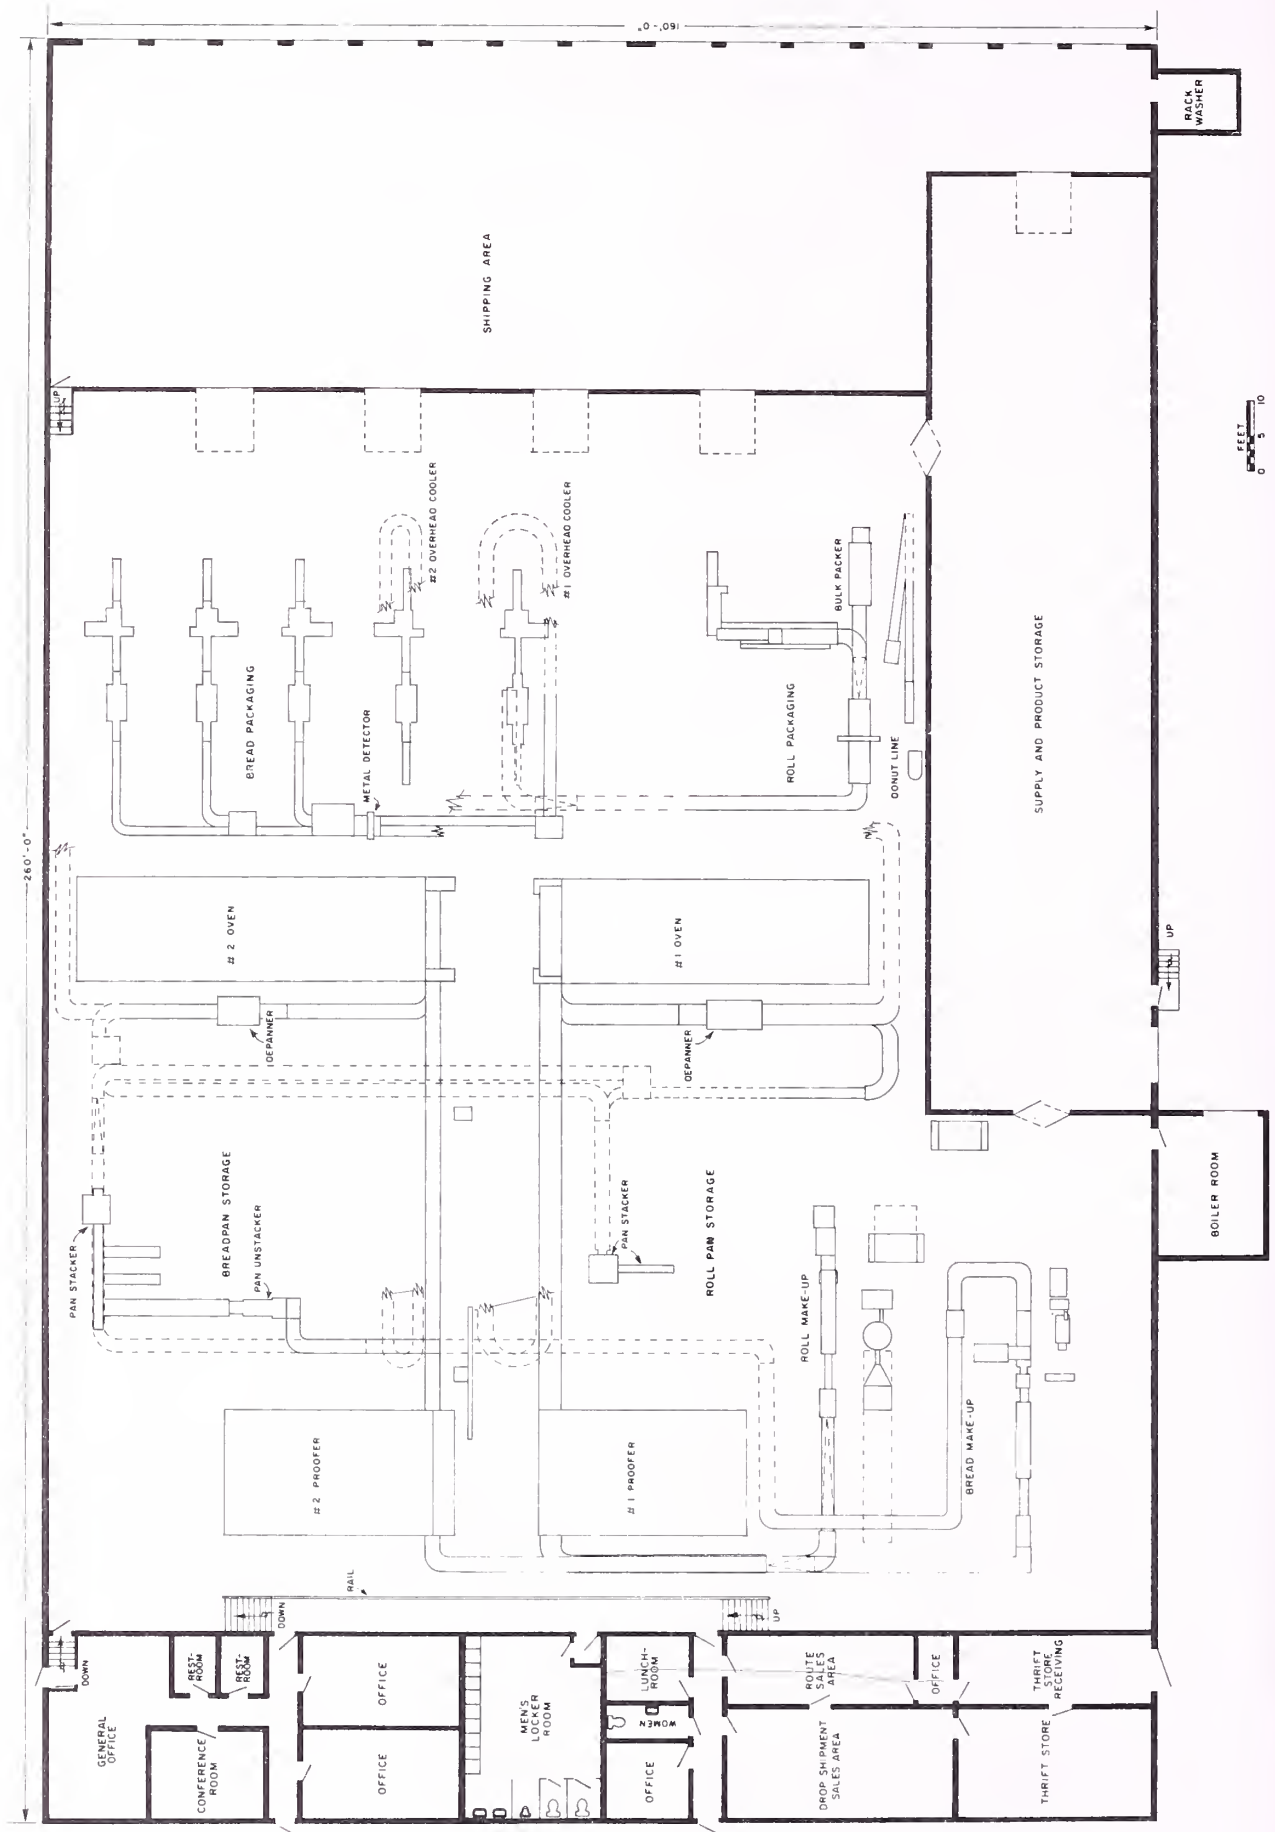 160'-0"
260'-0"
RACK
WASHER
SHIPPING AREA
UP
#2 OVERHEAD COOLER
#1 OVERHEAD COOLER
BULK PACKER
BREAD PACKAGING
METAL DETECTOR
ROLL PACKAGING
DONUT LINE
SUPPLY AND PRODUCT STORAGE
FEET
0 5 10
#2 OVEN
#1 OVEN
UP
DEPANNER
DEPANNER
PAN STACKER
BREADPAN STORAGE
PAN UNSTACKER
PAN STACKER
ROLL PAN STORAGE
BOILER ROOM
ROLL MAKE-UP
BREAD MAKE-UP
#2 PROOFER
#1 PROOFER
RAIL
DOWN
UP
DOWN
GENERAL
OFFICE
REST-
ROOM
REST-
ROOM
CONFERENCE
ROOM
OFFICE
OFFICE
MEN'S
LOCKER
ROOM
LUNCH-
ROOM
WOMEN
OFFICE
ROUTE
SALES
AREA
OFFICE
THRIFT
STORE
RECEIVING
DROP SHIPMENT
SALES AREA
THRIFT STORE